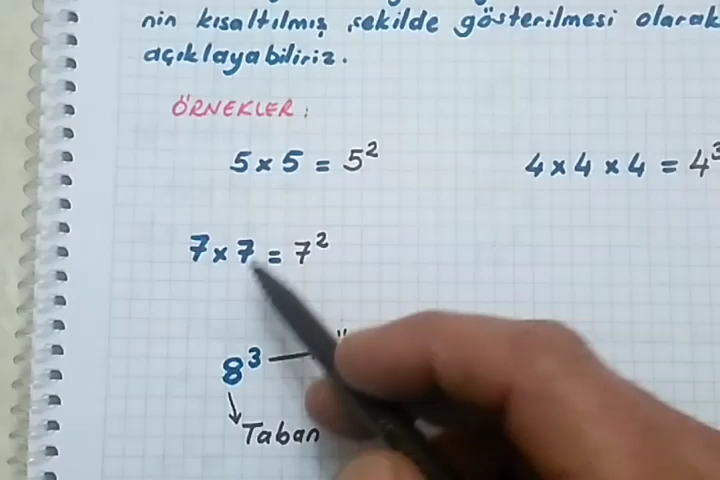 nin kısaltılmış şekilde gösterilmesi olarak
açıklayabiliriz.
ÖRNEKLER:
5 x 5 = 5² 4 x 4 x 4 = 4³
7 x 7 = 7²
8³
Taban